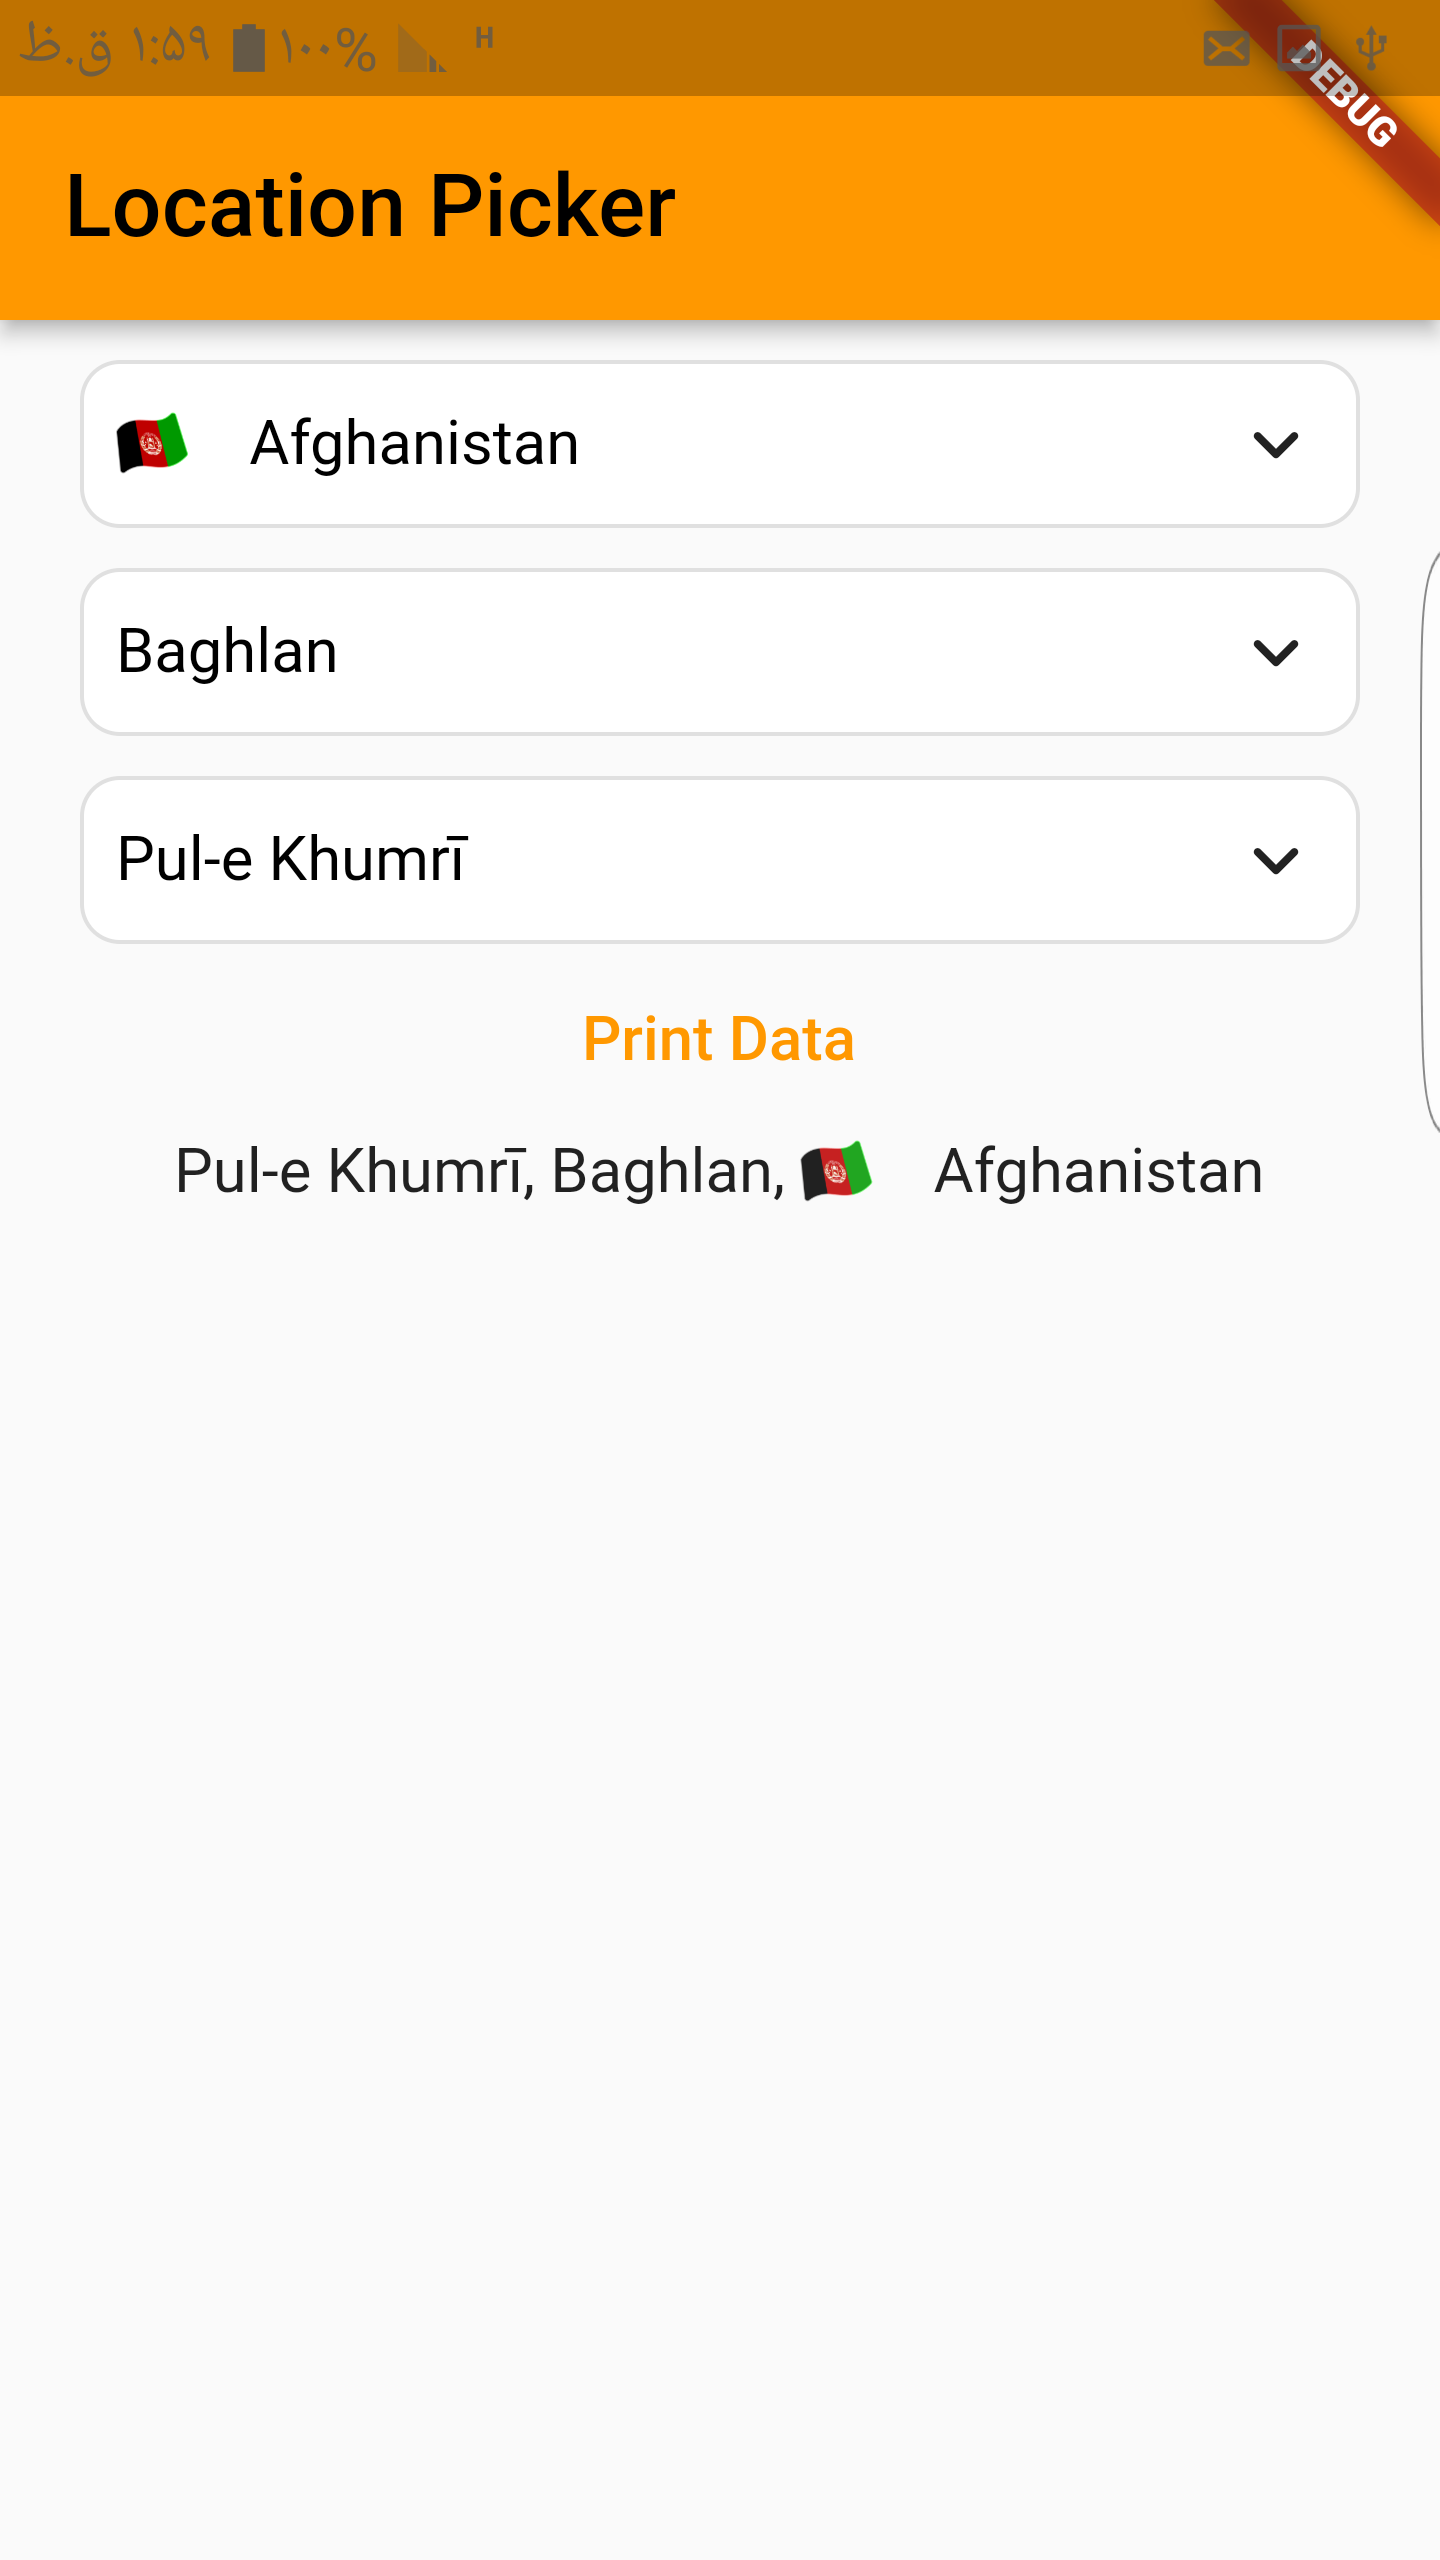 ق.ظ ۱:۵۹ ۱۰۰% H
DEBUG
Location Picker
🇦🇫 Afghanistan
Baghlan
Pul-e Khumrī
Print Data
Pul-e Khumrī, Baghlan, 🇦🇫 Afghanistan